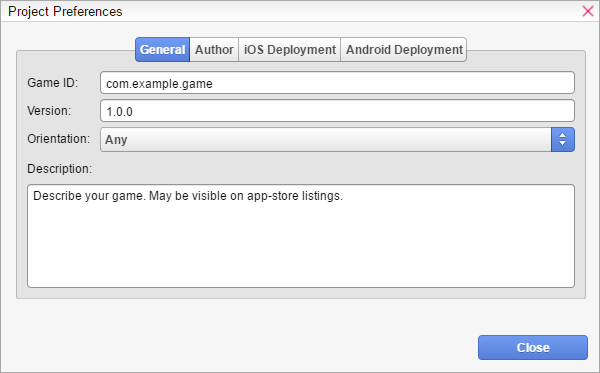 Project Preferences
General Author iOS Deployment Android Deployment
Game ID: com.example.game
Version: 1.0.0
Orientation: Any
Description:
Describe your game. May be visible on app-store listings.
Close